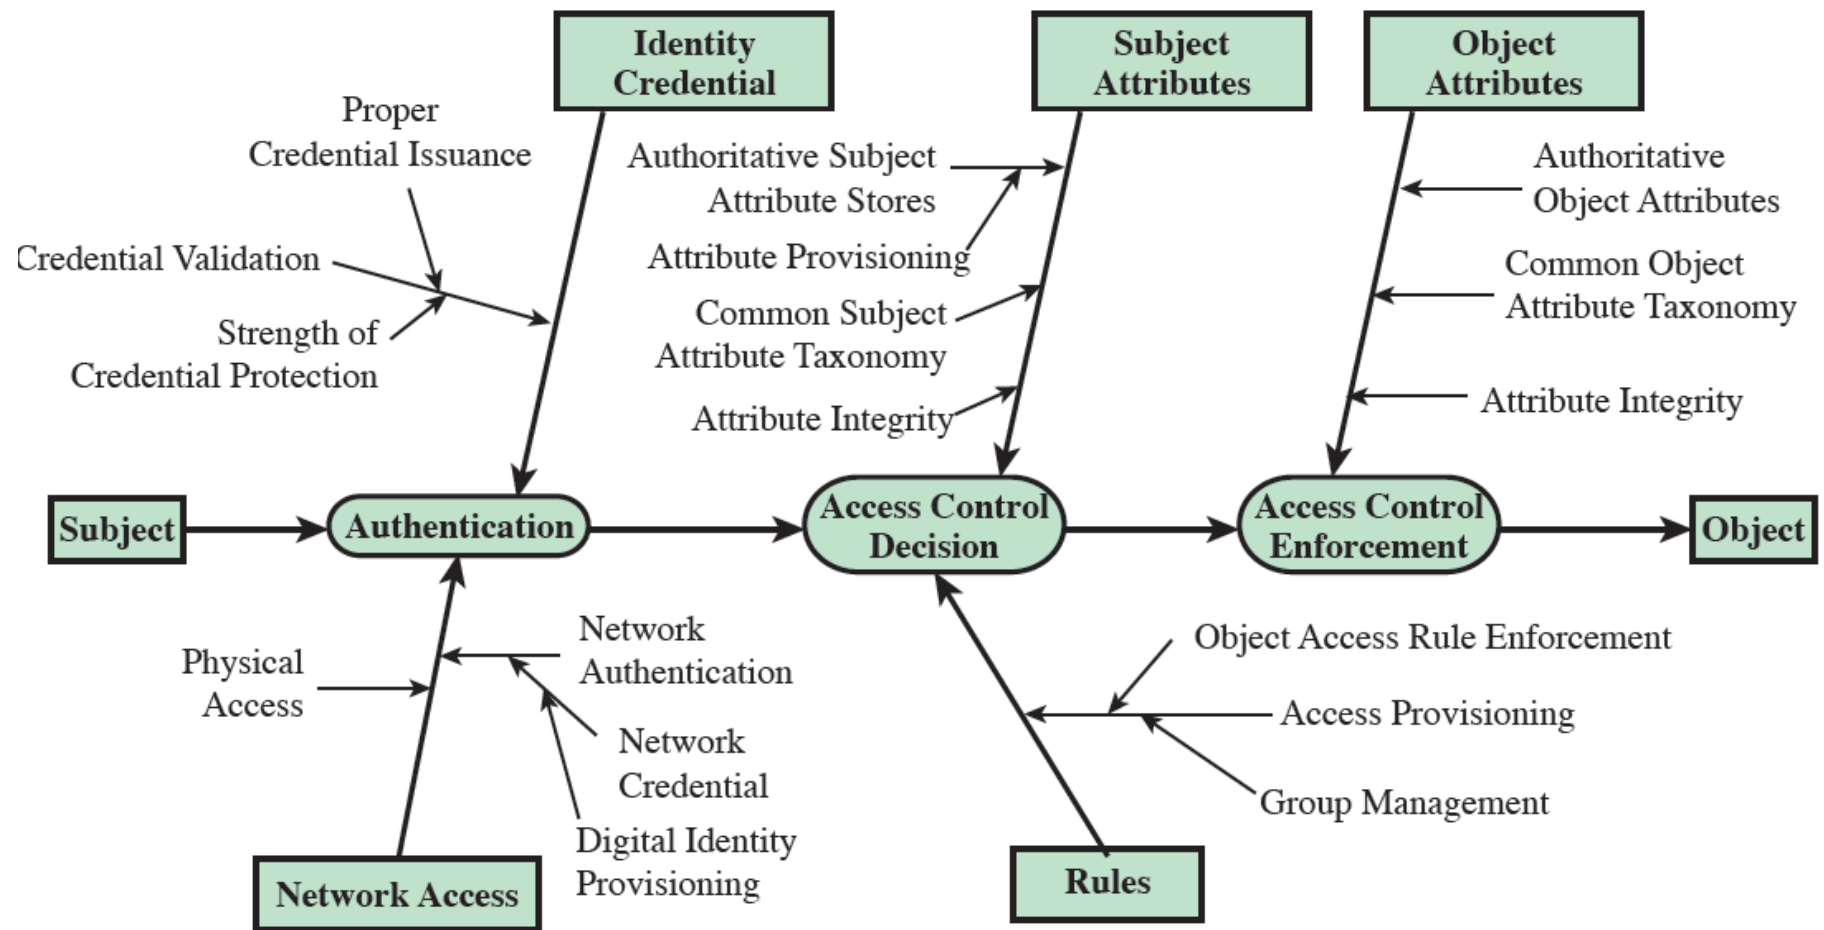 Identity
Credential
Subject
Attributes
Object
Attributes
Proper
Credential Issuance
Authoritative Subject
Attribute Stores
Authoritative
Object Attributes
Credential Validation
Attribute Provisioning
Common Object
Attribute Taxonomy
Strength of
Credential Protection
Common Subject
Attribute Taxonomy
Attribute Integrity
Attribute Integrity
Subject
Authentication
Access Control
Decision
Access Control
Enforcement
Object
Physical
Access
Network
Authentication
Object Access Rule Enforcement
Network
Credential
Access Provisioning
Digital Identity
Provisioning
Group Management
Network Access
Rules